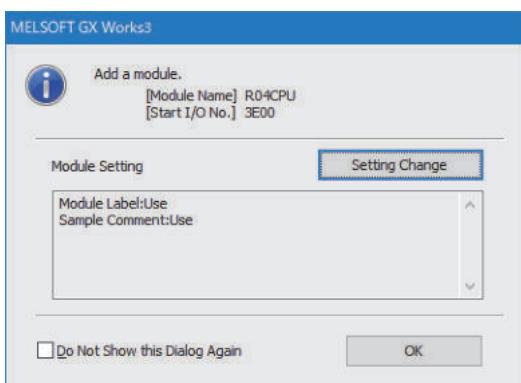 MELSOFT GX Works3
Add a module.
[Module Name] R04CPU
[Start I/O No.] 3E00
Module Setting
Setting Change
Module Label:Use
Sample Comment:Use
Do Not Show this Dialog Again
OK